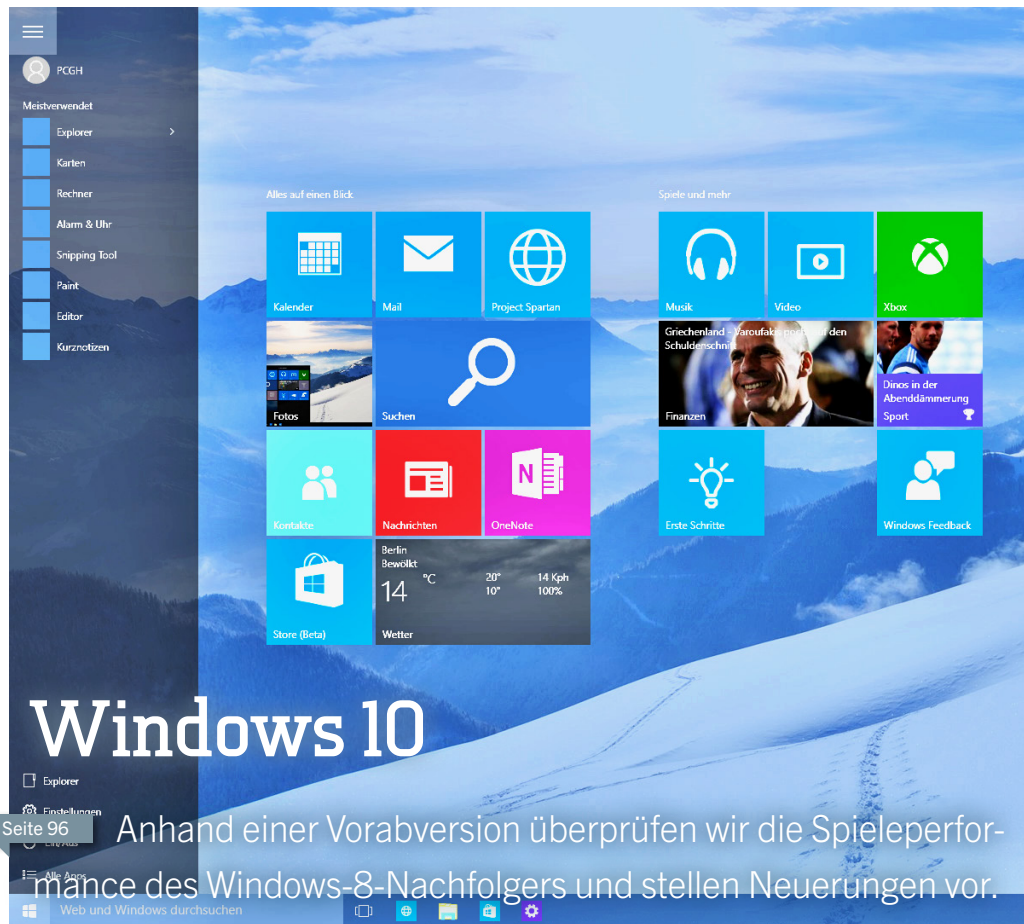 PCGH
Meistverwendet
Explorer
Karten
Rechner
Alarm & Uhr
Snipping Tool
Paint
Editor
Kurznotizen
Alles auf einen Blick
Kalender
Mail
Project Spartan
Fotos
Suchen
Kontakte
Nachrichten
N
OneNote
Store (Beta)
Berlin
Bewölkt
14 °C
20° 14 Kph
10° 100%
Wetter
Spiele und mehr
Musik
Video
Xbox
Griechenland - Varoufakis pocht auf den
Schuldenschnitt
Finanzen
Dinos in der
Abenddämmerung
Sport
Erste Schritte
Windows Feedback
Windows 10
Explorer
Einstellungen
Seite 96
Ein/Aus
Anhand einer Vorabversion überprüfen wir die Spieleperfor-
Alle Apps
mance des Windows-8-Nachfolgers und stellen Neuerungen vor.
Web und Windows durchsuchen